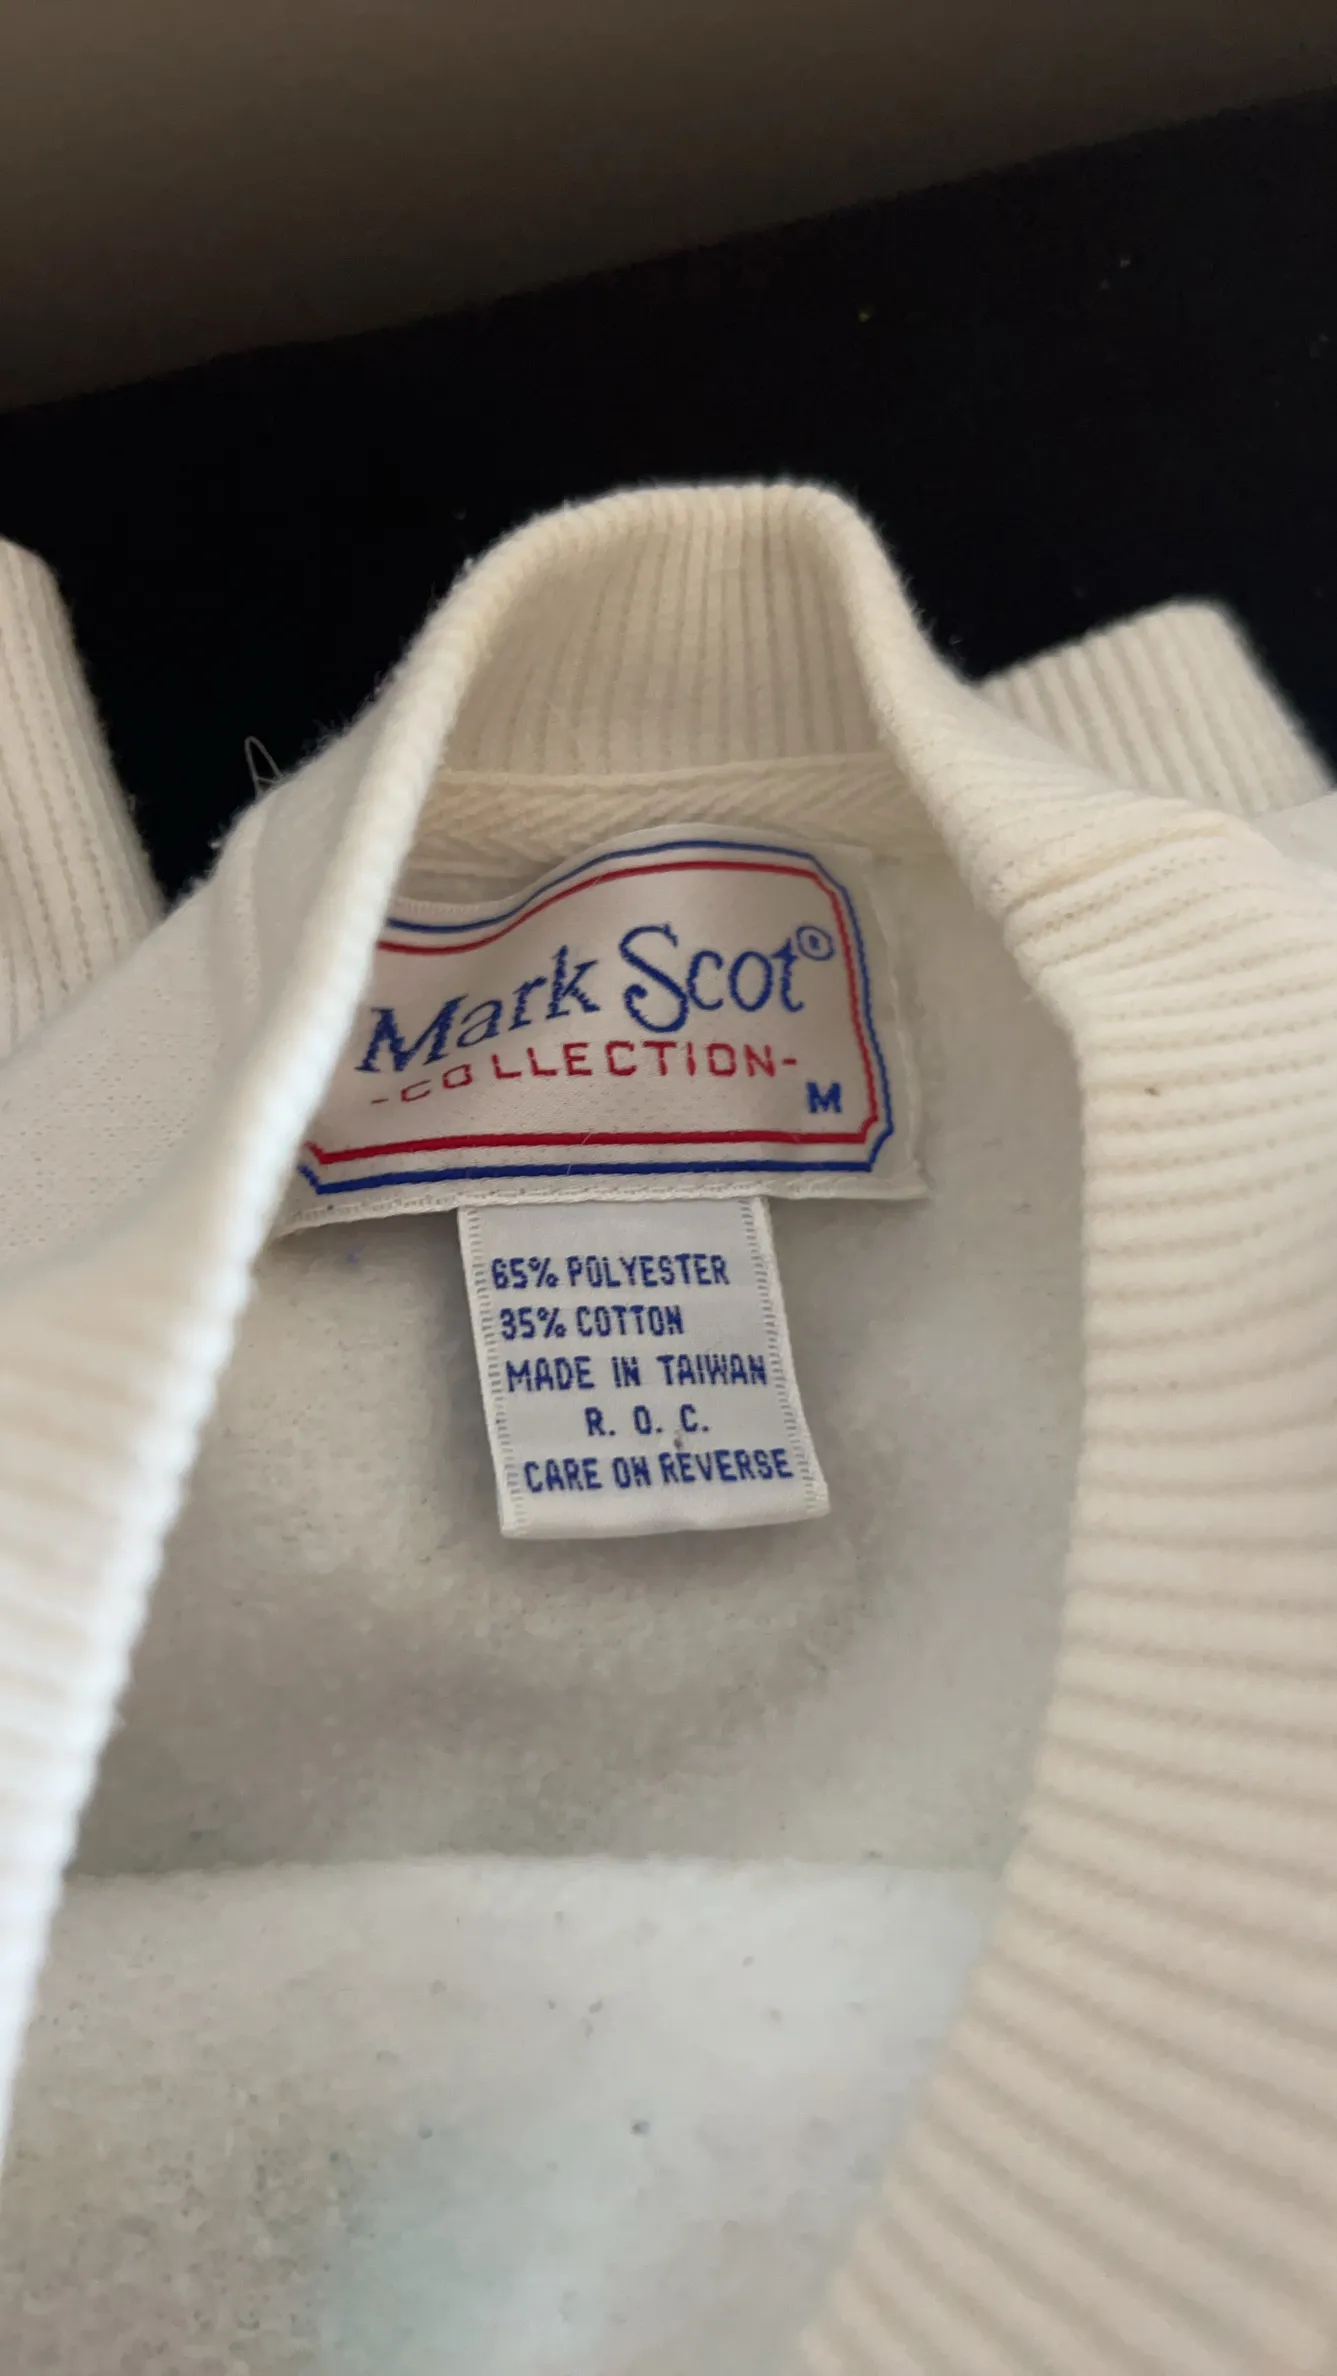 Mark Scot®
-COLLECTION-
M
65% POLYESTER
35% COTTON
MADE IN TAIWAN
R. O. C.
CARE ON REVERSE